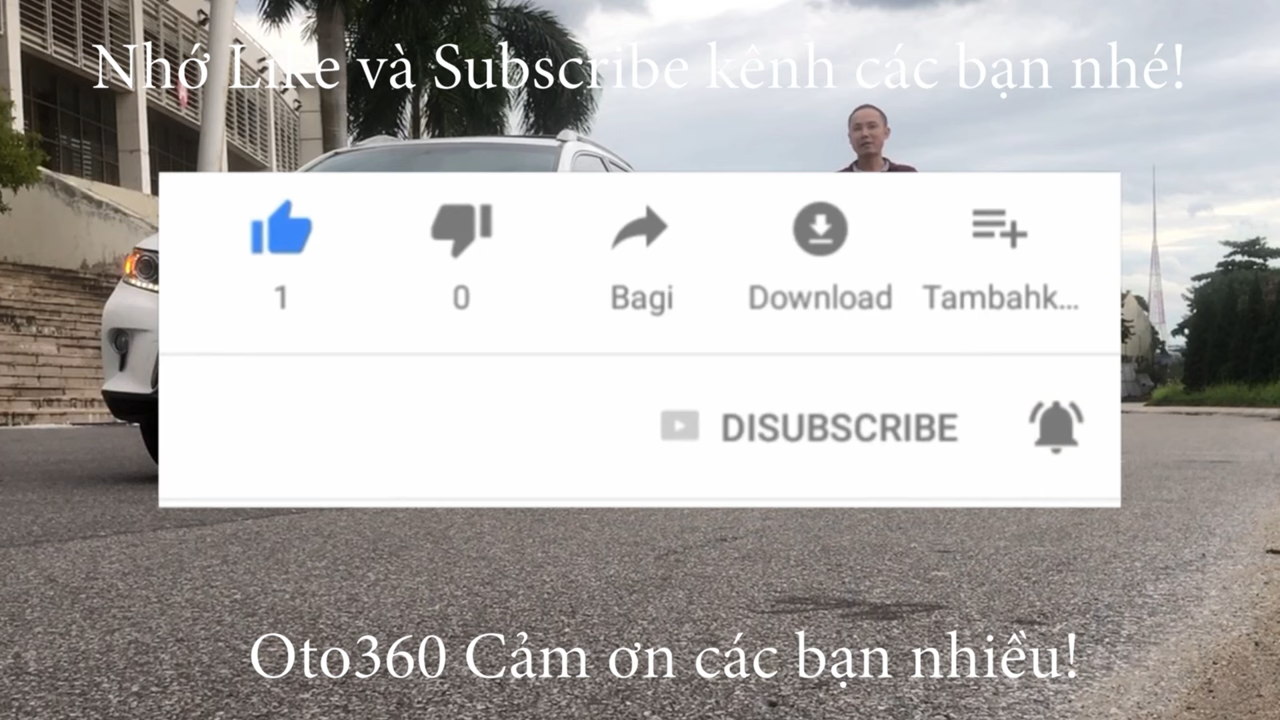 Nhớ Like và Subscribe kênh các bạn nhé!
1
0
Bagi
Download
Tambahk...
DISUBSCRIBE
Oto360 Cảm ơn các bạn nhiều!